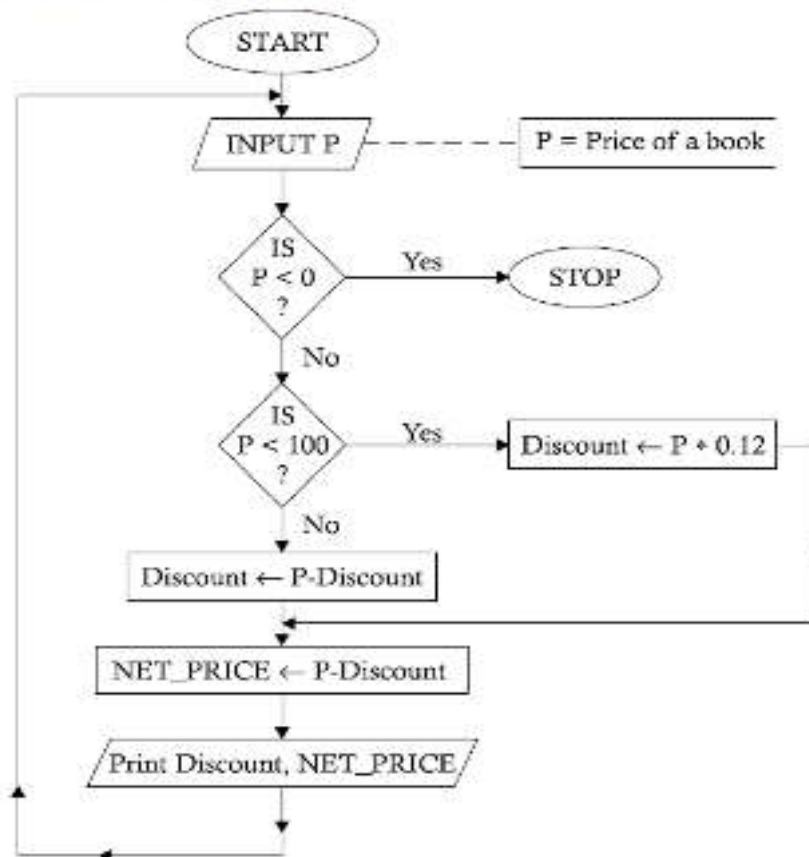 START
INPUT P
P = Price of a book
IS
P < 0
?
Yes
STOP
No
IS
P < 100
?
Yes
Discount ← P * 0.12
No
Discount ← P-Discount
NET_PRICE ← P-Discount
Print Discount, NET_PRICE